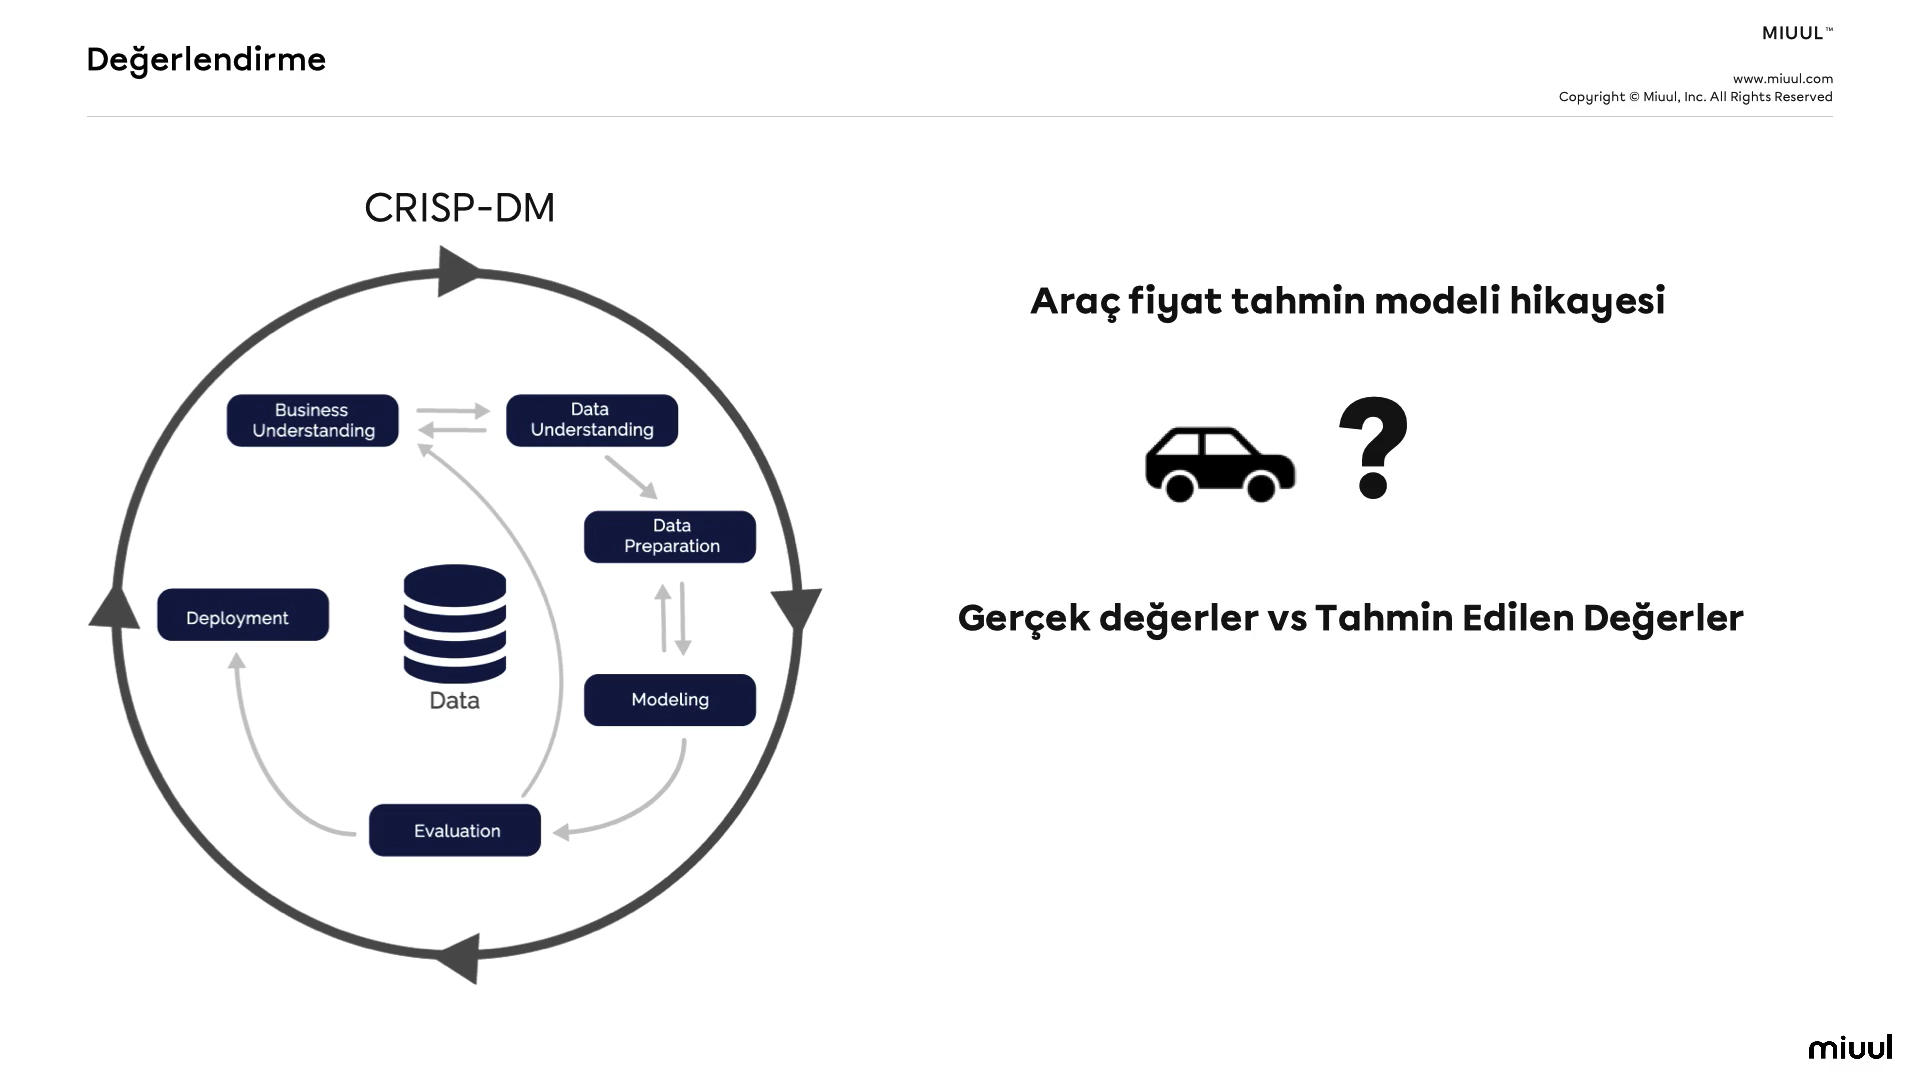 Değerlendirme
MIUUL™
www.miuul.com
Copyright © Miuul, Inc. All Rights Reserved
CRISP-DM
Business
Understanding
Data
Understanding
Data
Preparation
Modeling
Evaluation
Deployment
Data
Araç fiyat tahmin modeli hikayesi
?
Gerçek değerler vs Tahmin Edilen Değerler
miuul